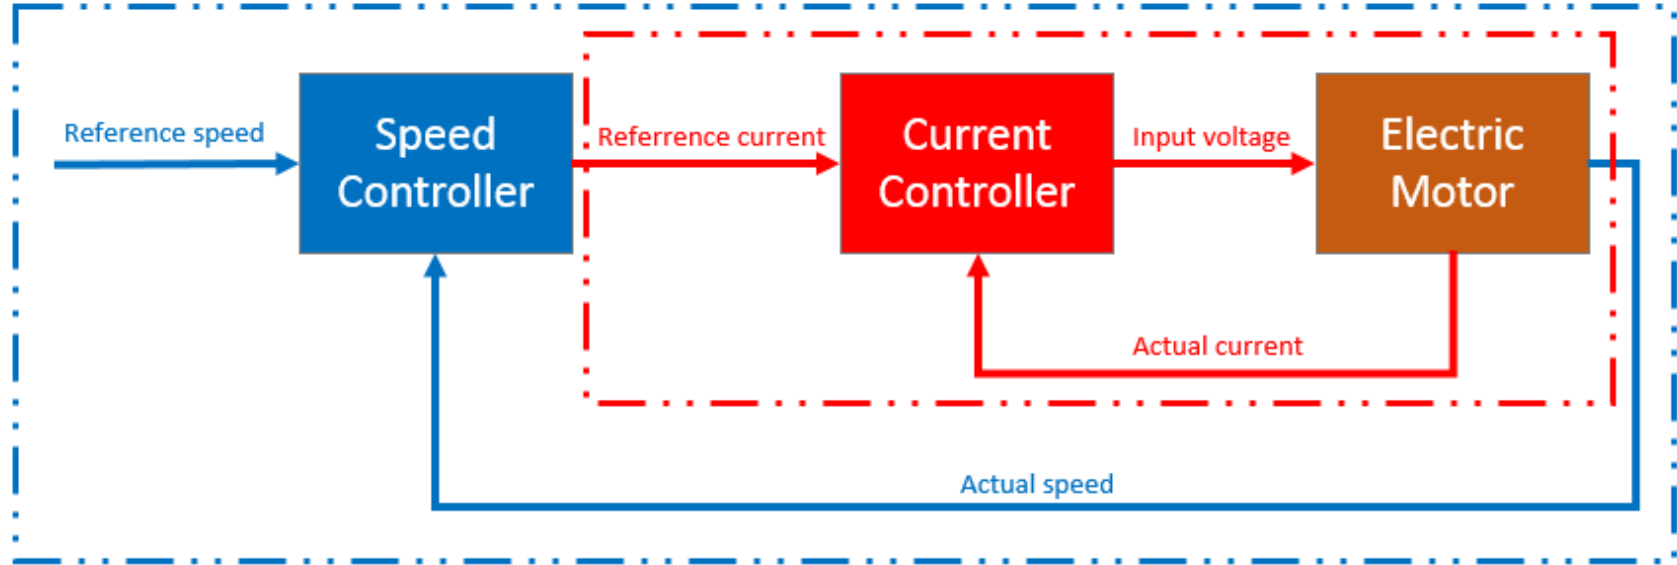 Reference speed
Speed
Controller
Referrence current
Current
Controller
Input voltage
Electric
Motor
Actual current
Actual speed